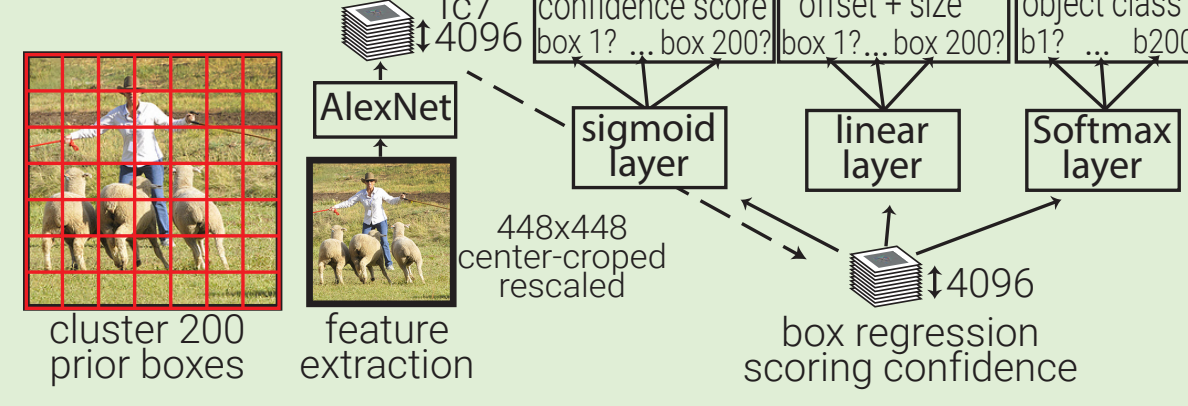 fc7
4096
confidence score
box 1? ... box 200?
offset + size
box 1?... box 200?
object class
b1? ... b200
AlexNet
sigmoid
layer
linear
layer
Softmax
layer
448x448
center-croped
rescaled
4096
cluster 200
prior boxes
feature
extraction
box regression
scoring confidence